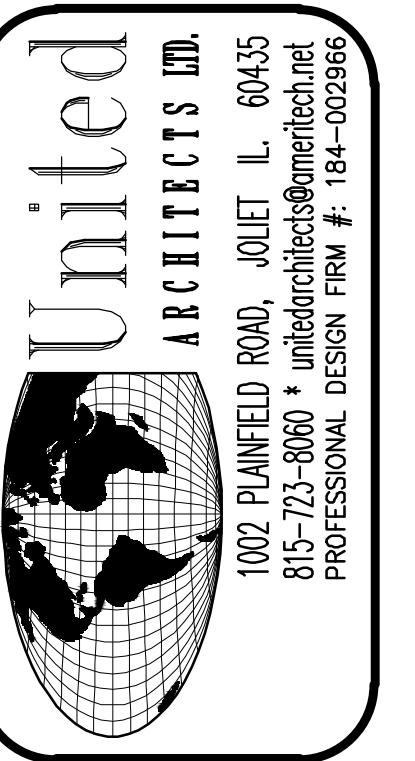 United
ARCHITECTS LTD.
1002 PLAINFIELD ROAD, JOLIET IL. 60435
815-723-8060 * unitedarchitects@ameritech.net
PROFESSIONAL DESIGN FIRM #: 184-002966